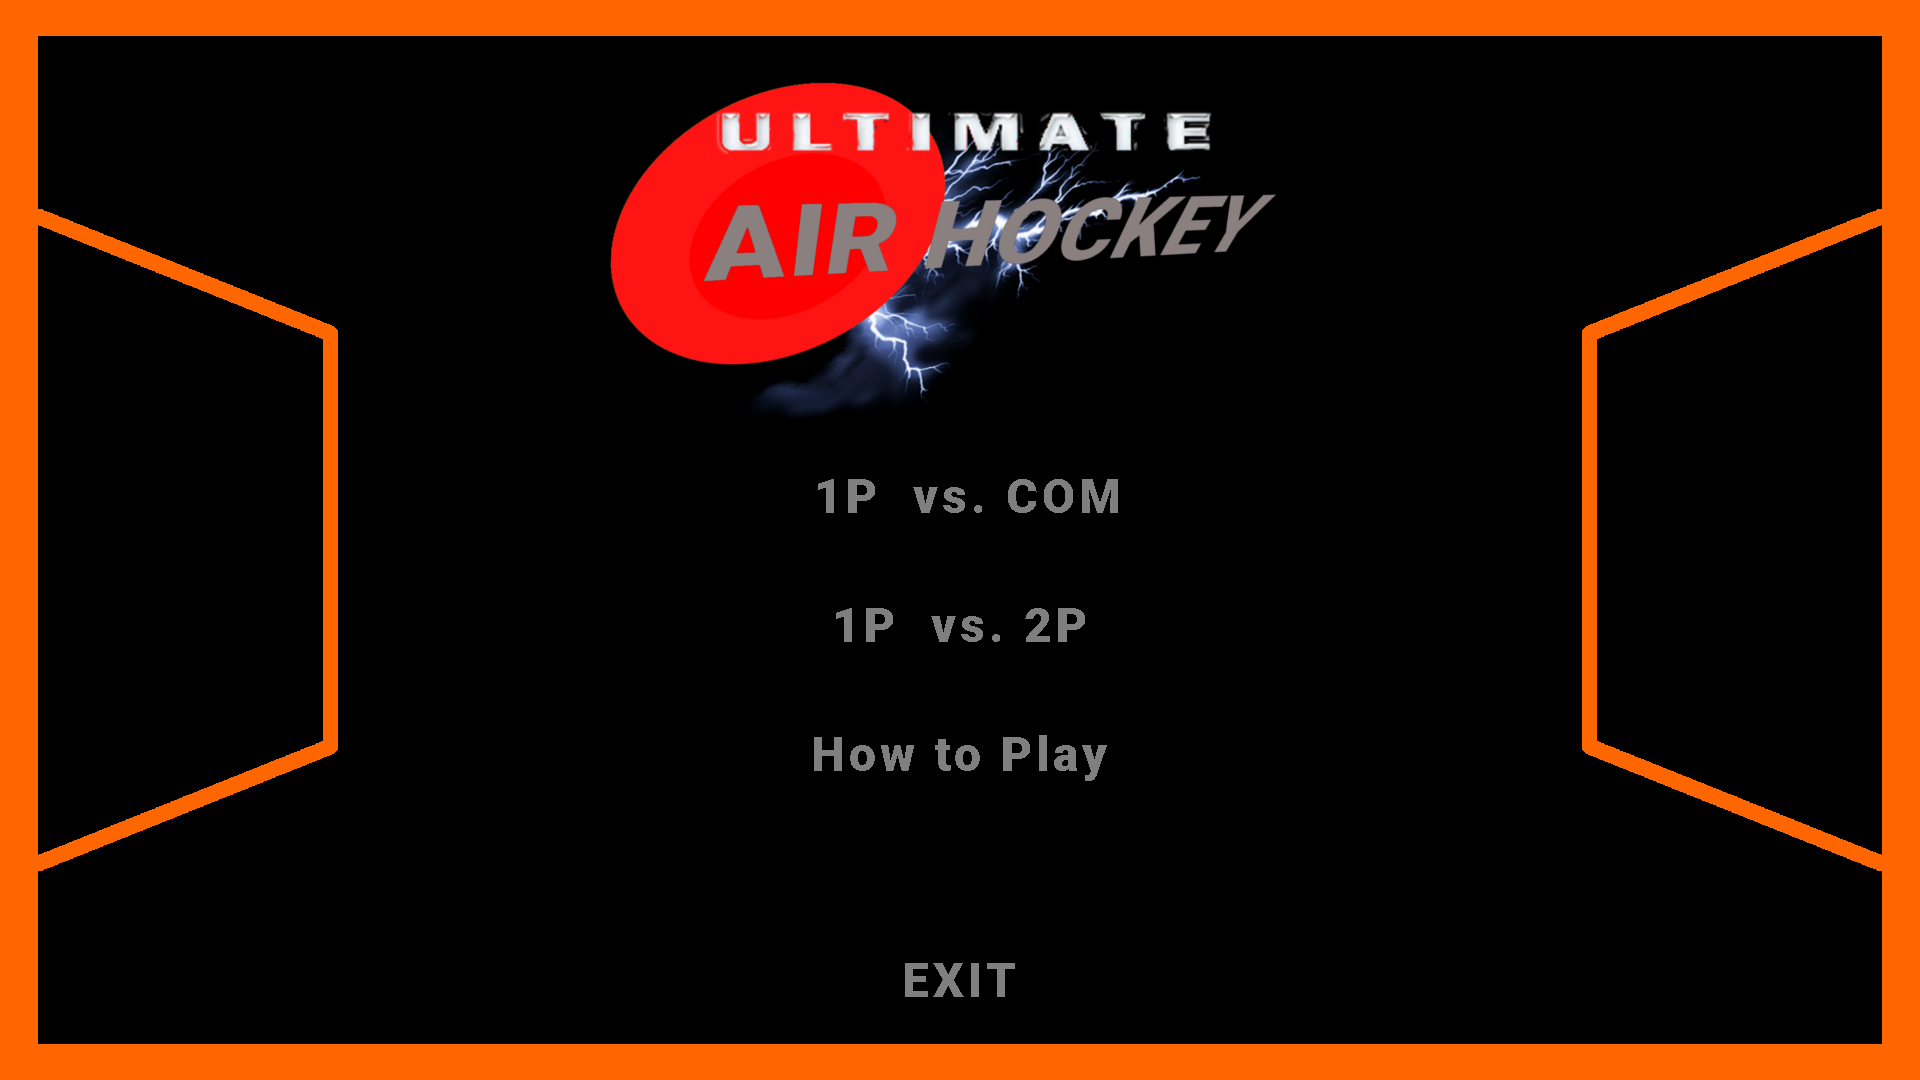 ULTIMATE
AIR HOCKEY
1P vs. COM
1P vs. 2P
How to Play
EXIT